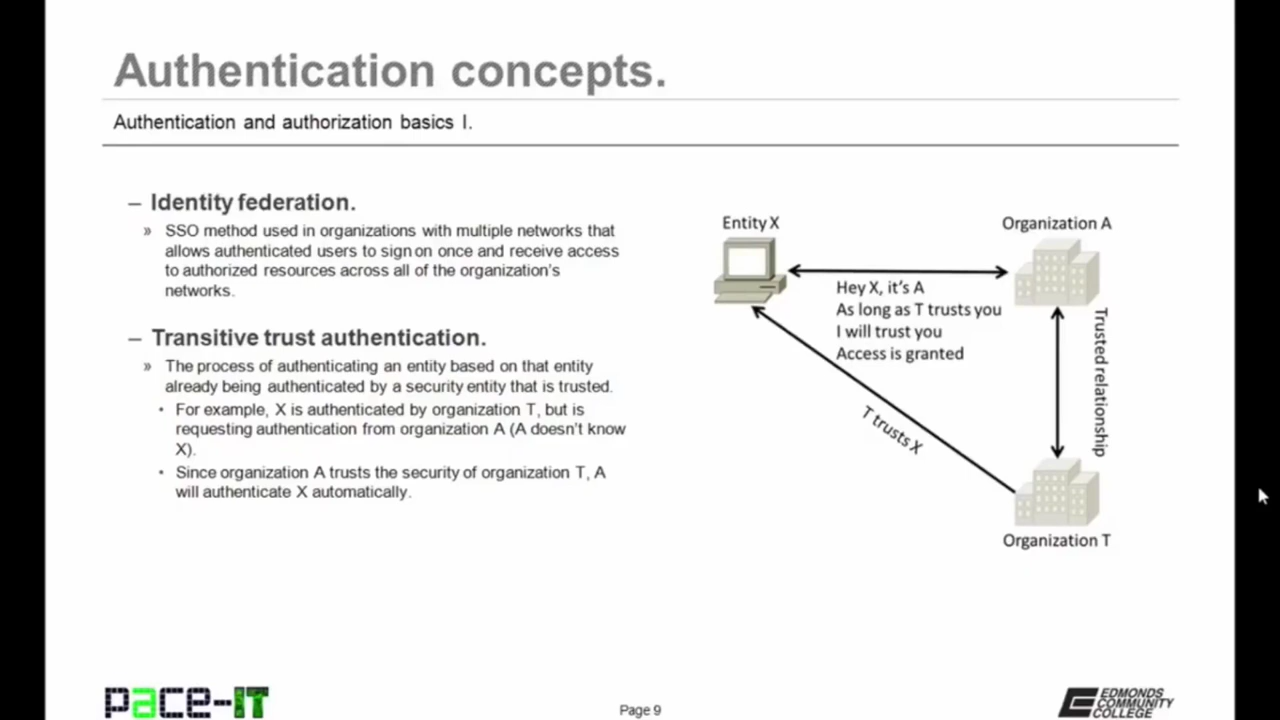 Authentication concepts.
Authentication and authorization basics I.
– Identity federation.
» SSO method used in organizations with multiple networks that
allows authenticated users to sign on once and receive access
to authorized resources across all of the organization's
networks.
– Transitive trust authentication.
» The process of authenticating an entity based on that entity
already being authenticated by a security entity that is trusted.
• For example, X is authenticated by organization T, but is
requesting authentication from organization A (A doesn't know
X).
• Since organization A trusts the security of organization T, A
will authenticate X automatically.
Entity X
Organization A
Hey X, it's A
As long as T trusts you
I will trust you
Access is granted
Trusted relationship
T trusts X
Organization T
pace-IT
Page 9
EDMONDS
COMMUNITY
COLLEGE